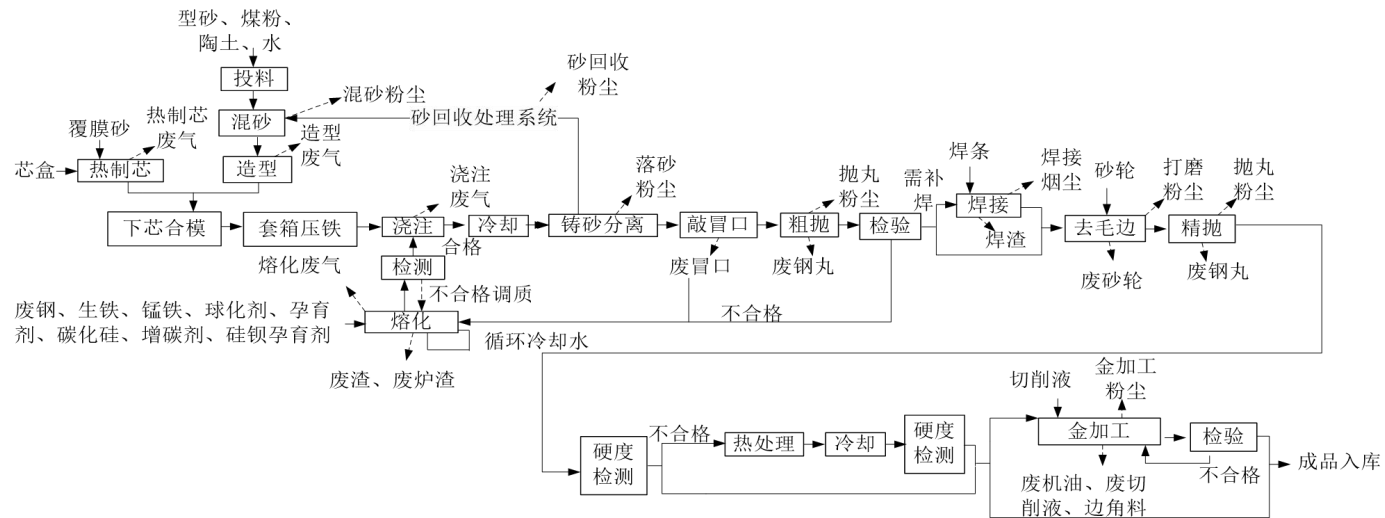 型砂、煤粉、
陶土、水
投料
混砂
混砂粉尘
砂回收
粉尘
砂回收处理系统
覆膜砂
热制芯
废气
芯盒
热制芯
造型
造型
废气
下芯合模
套箱压铁
浇注
浇注
废气
冷却
铸砂分离
落砂
粉尘
敲冒口
废冒口
粗抛
抛丸
粉尘
废钢丸
检验
需补
焊
焊条
焊接
焊接
烟尘
焊渣
砂轮
去毛边
打磨
粉尘
废砂轮
精抛
抛丸
粉尘
废钢丸
合格
检测
不合格调质
熔化废气
废钢、生铁、锰铁、球化剂、孕育
剂、碳化硅、增碳剂、硅钡孕育剂
熔化
不合格
循环冷却水
废渣、废炉渣
硬度
检测
不合格
热处理
冷却
硬度
检测
切削液
金加工
粉尘
金加工
废机油、废切
削液、边角料
检验
不合格
成品入库